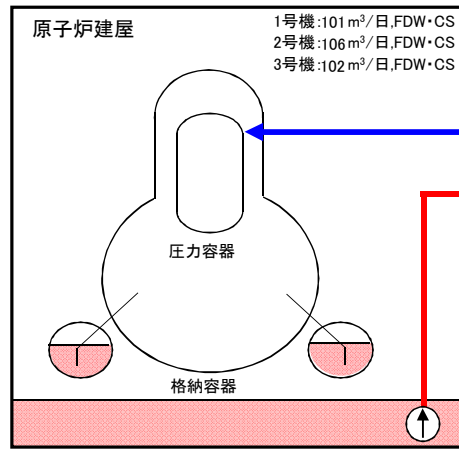 原子炉建屋
1号機:101m³/日,FDW・CS
2号機:106m³/日,FDW・CS
3号機:102m³/日,FDW・CS
圧力容器
格納容器